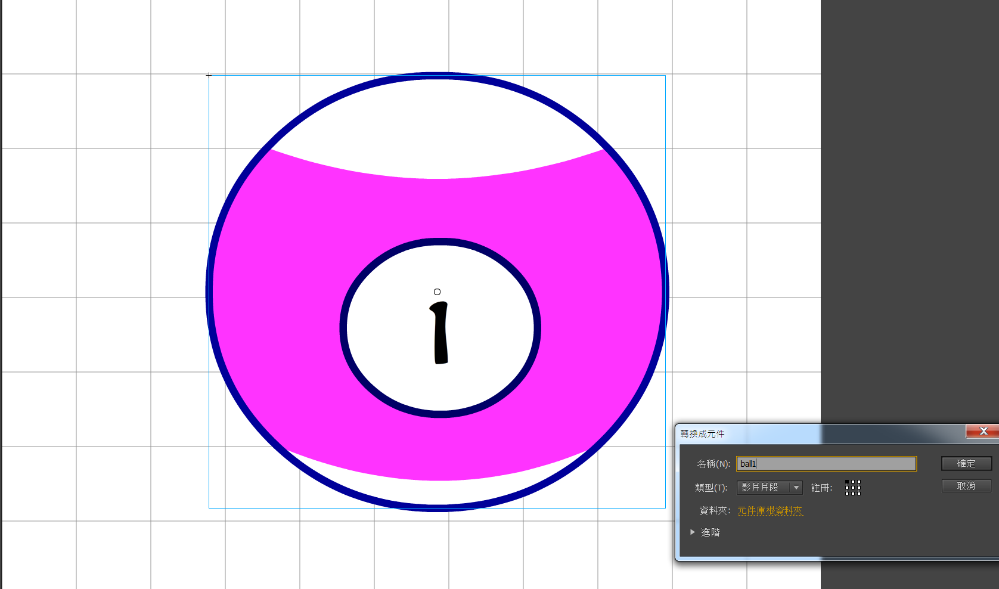 1
轉換成元件
名稱(N): ball1 確定
類型(T): 影片片段 註冊: 取消
資料夾: 元件庫根資料夾
進階